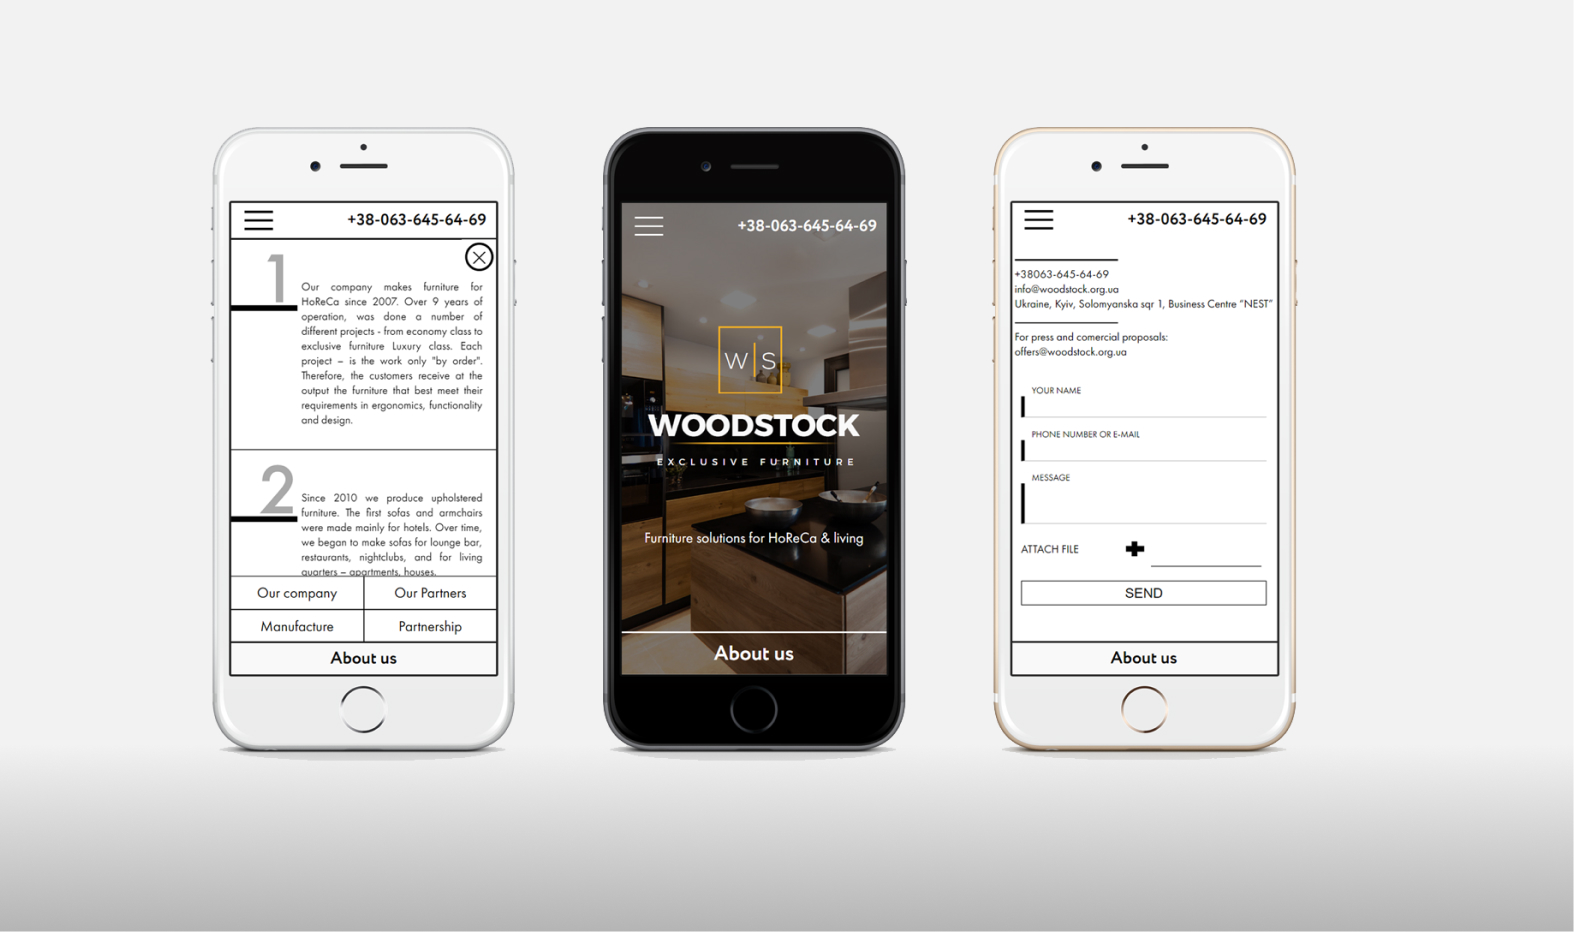 +38-063-645-64-69
1
Our company makes furniture for
HoReCa since 2007. Over 9 years of
operation, was done a number of
different projects - from economy class to
exclusive furniture Luxury class. Each
project – is the work only "by order".
Therefore, the customers receive at the
output the furniture that best meet their
requirements in ergonomics, functionality
and design.
2
Since 2010 we produce upholstered
furniture. The first sofas and armchairs
were made mainly for hotels. Over time,
we began to make sofas for lounge bar,
restaurants, nightclubs, and for living
quarters – apartments, houses.
Our company
Our Partners
Manufacture
Partnership
About us
+38-063-645-64-69
W|S
WOODSTOCK
EXCLUSIVE FURNITURE
Furniture solutions for HoReCa & living
About us
+38-063-645-64-69
+38063-645-64-69
info@woodstock.org.ua
Ukraine, Kyiv, Solomyanska sqr 1, Business Centre “NEST”
For press and comercial proposals:
offers@woodstock.org.ua
YOUR NAME
PHONE NUMBER OR E-MAIL
MESSAGE
ATTACH FILE
SEND
About us